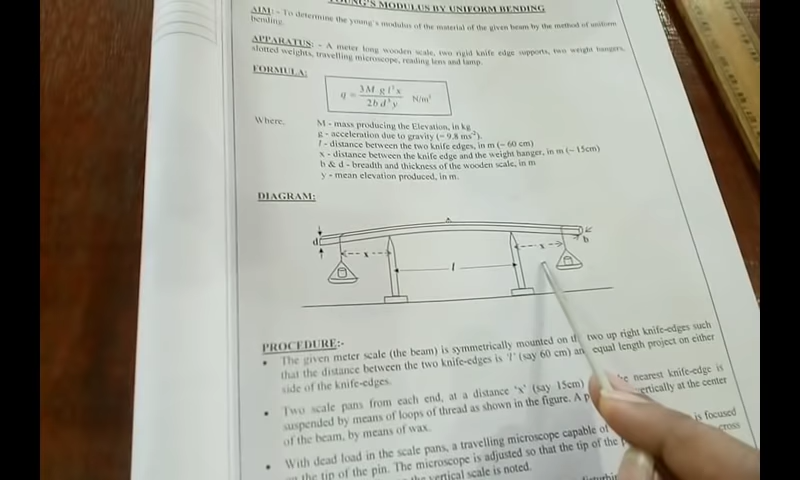 YOUNG'S MODULUS BY UNIFORM BENDING
AIM:- To determine the young's modulus of the material of the given beam by the method of uniform
bending.
APPARATUS: - A meter long wooden scale, two rigid knife edge supports, two weight hangers,
slotted weights, travelling microscope, reading lens and lamp.
FORMULA:
q = 3M g l² x / 2b d³ y N/m²
Where, M - mass producing the Elevation, in kg
g - acceleration due to gravity (= 9.8 ms⁻²).
l - distance between the two knife edges, in m (~ 60 cm)
x - distance between the knife edge and the weight hanger, in m (~ 15cm)
b & d - breadth and thickness of the wooden scale, in m
y - mean elevation produced, in m.
DIAGRAM:
d x l x b
PROCEDURE:-
• The given meter scale (the beam) is symmetrically mounted on two up right knife-edges such
that the distance between the two knife-edges is 'l' (say 60 cm) an equal length project on either
side of the knife-edges.
• Two scale pans from each end, at a distance 'x' (say 15cm) nearest knife-edge is
suspended by means of loops of thread as shown in the figure. A vertically at the center
of the beam, by means of wax.
• With dead load in the scale pans, a travelling microscope capable of is focused
on the tip of the pin. The microscope is adjusted so that the tip of the cross
the vertical scale is noted.